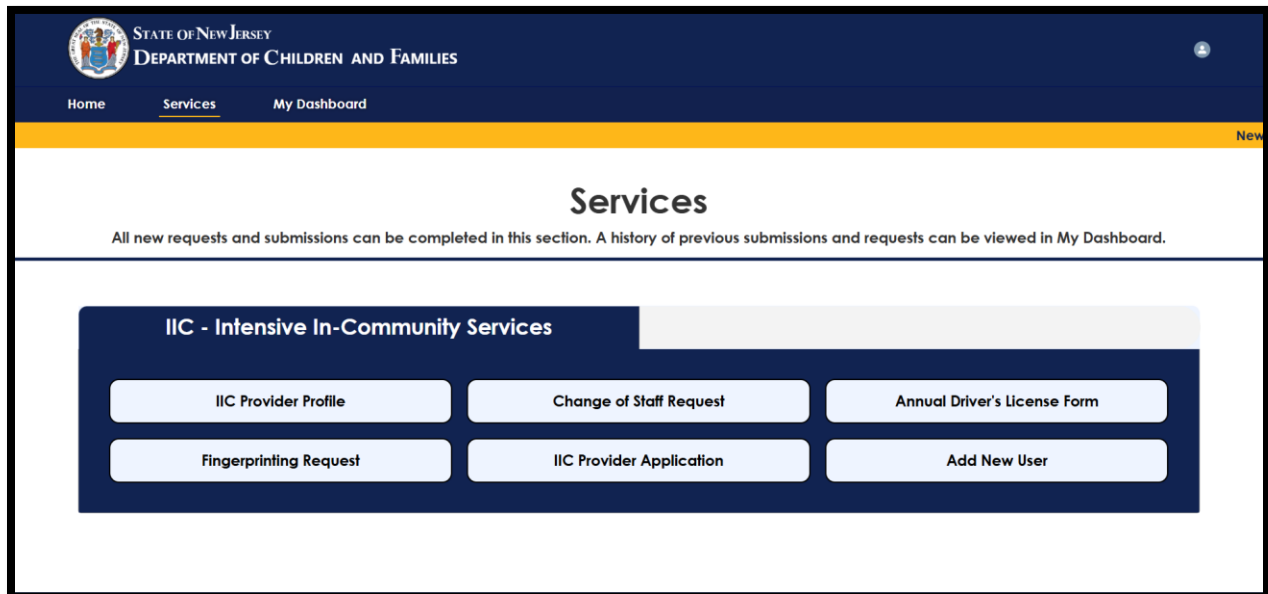 STATE OF NEW JERSEY
DEPARTMENT OF CHILDREN AND FAMILIES
Home Services My Dashboard
New
Services
All new requests and submissions can be completed in this section. A history of previous submissions and requests can be viewed in My Dashboard.
IIC - Intensive In-Community Services
IIC Provider Profile Change of Staff Request Annual Driver's License Form
Fingerprinting Request IIC Provider Application Add New User